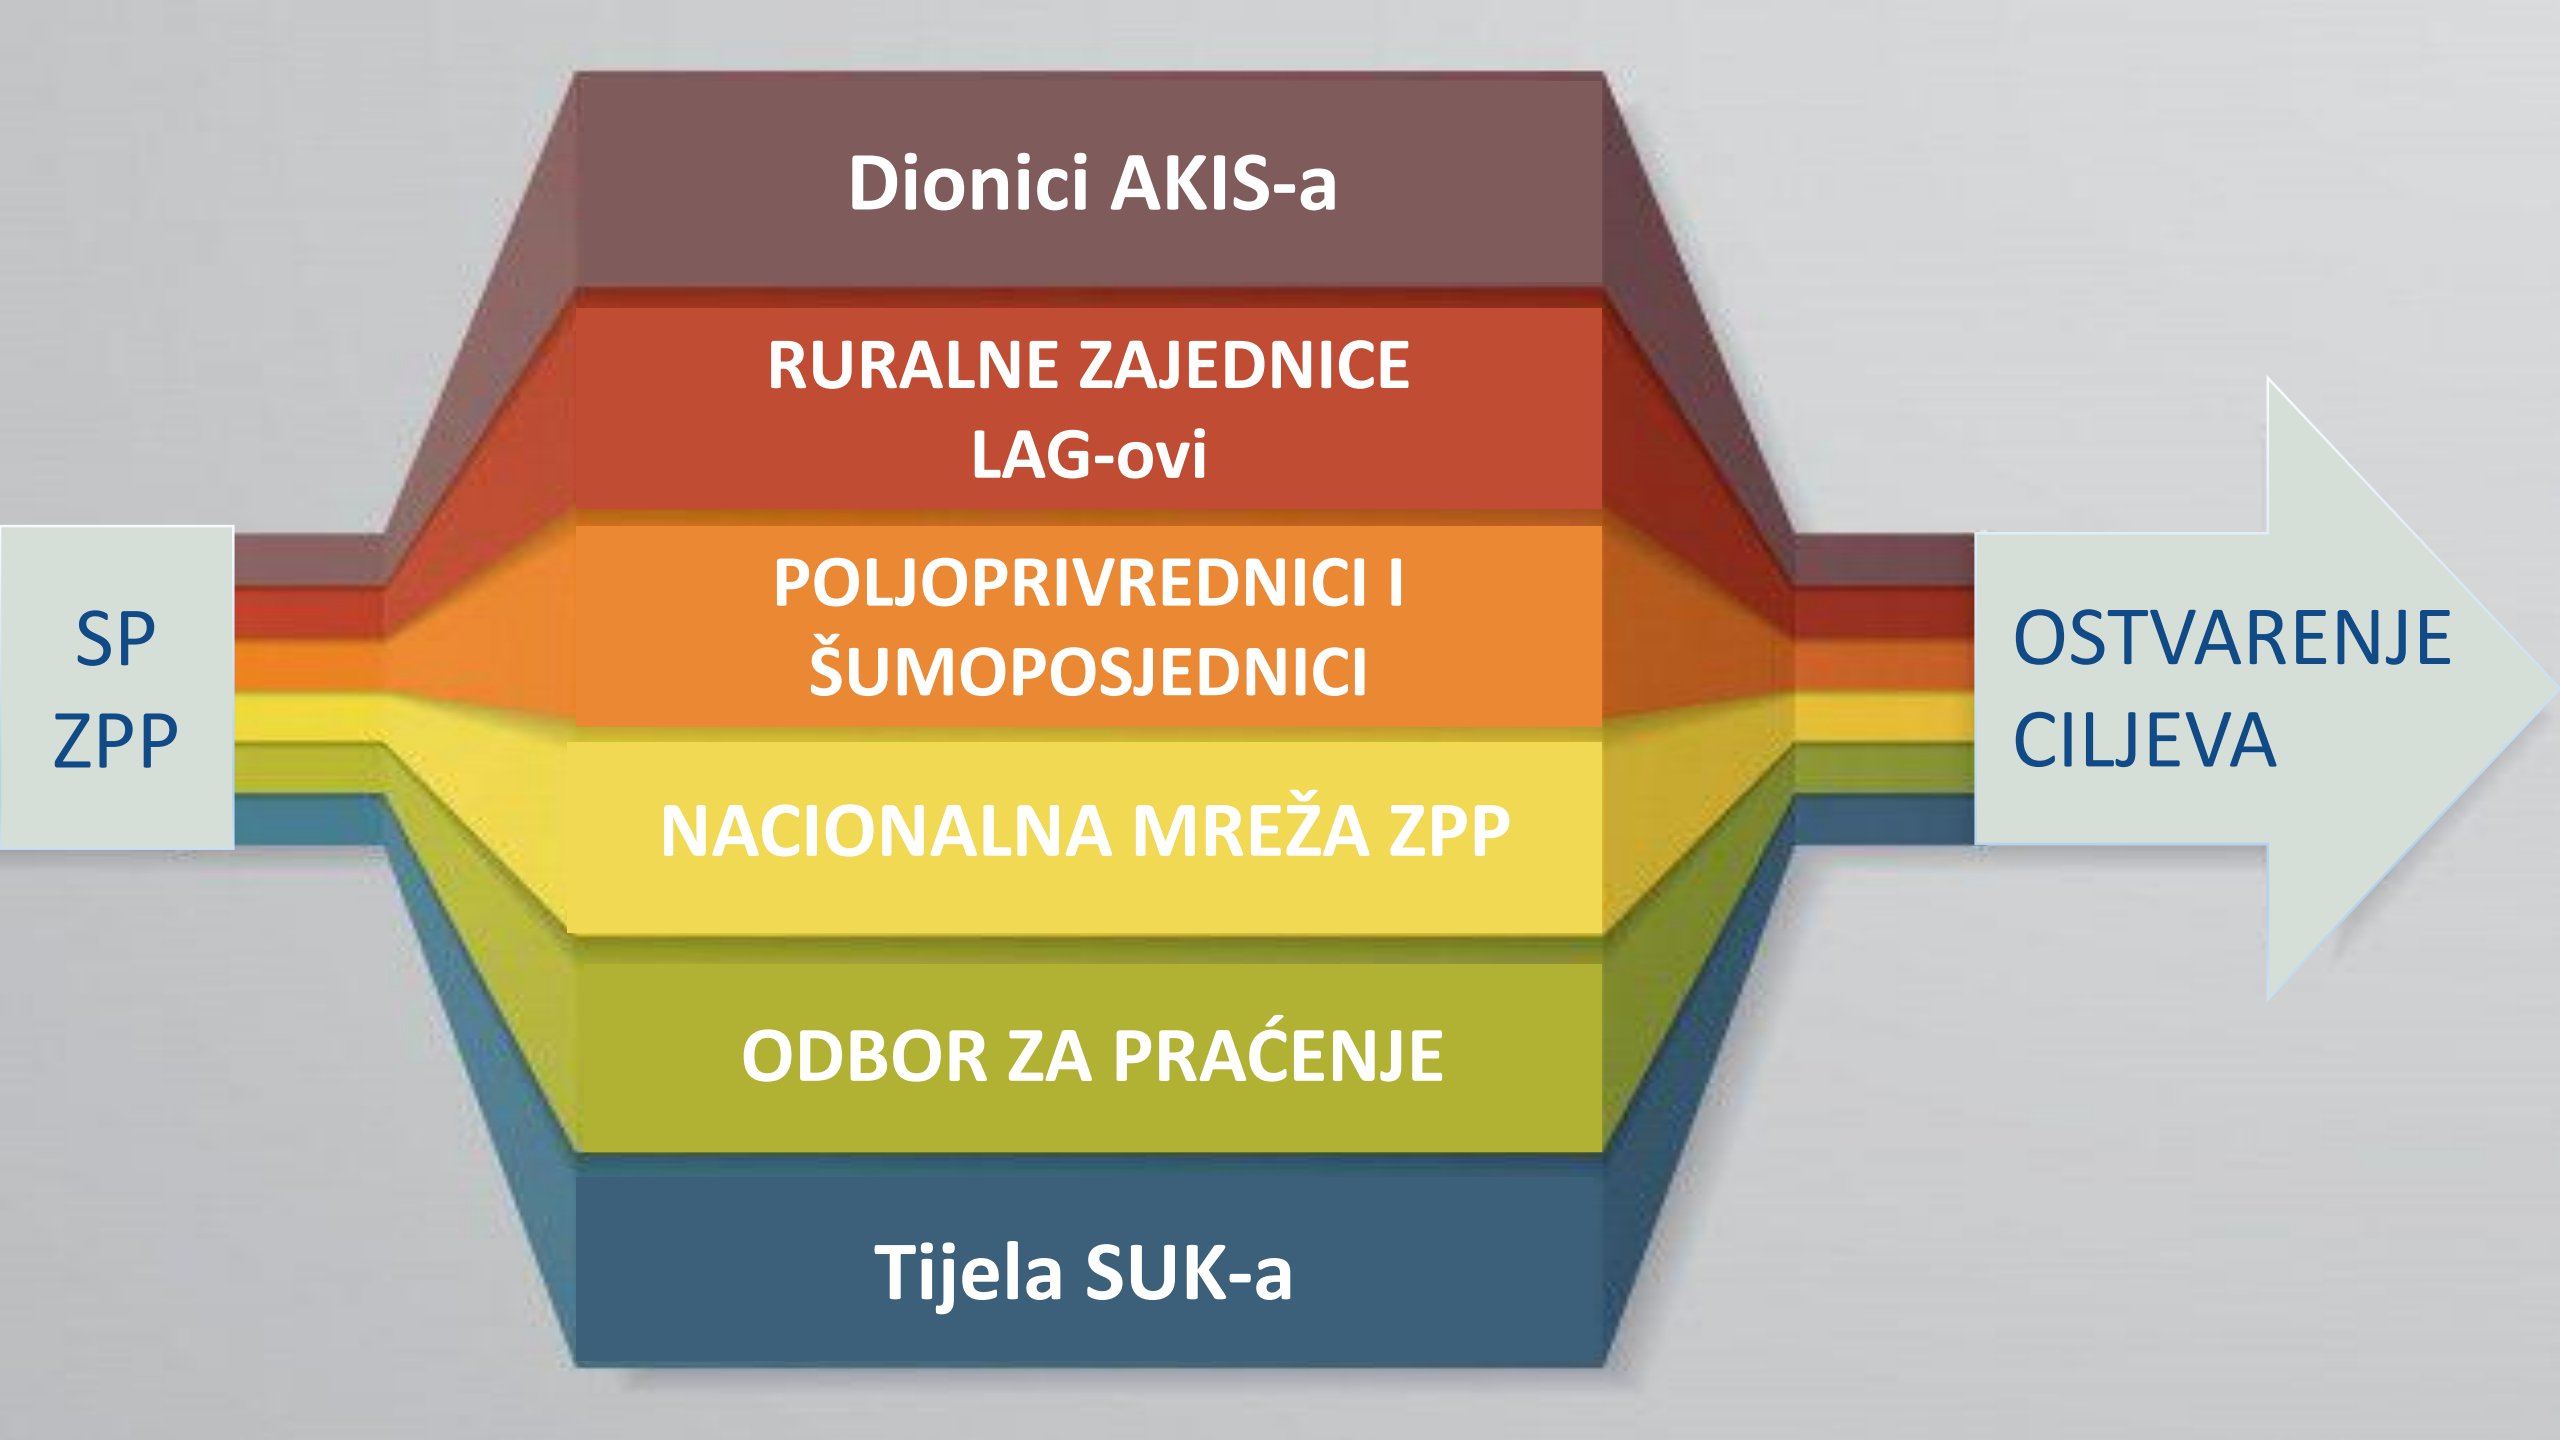 Dionici AKIS-a
RURALNE ZAJEDNICE
LAG-ovi
POLJOPRIVREDNICI I
ŠUMOPOSJEDNICI
SP
ZPP
OSTVARENJE
CILJEVA
NACIONALNA MREŽA ZPP
ODBOR ZA PRAĆENJE
Tijela SUK-a